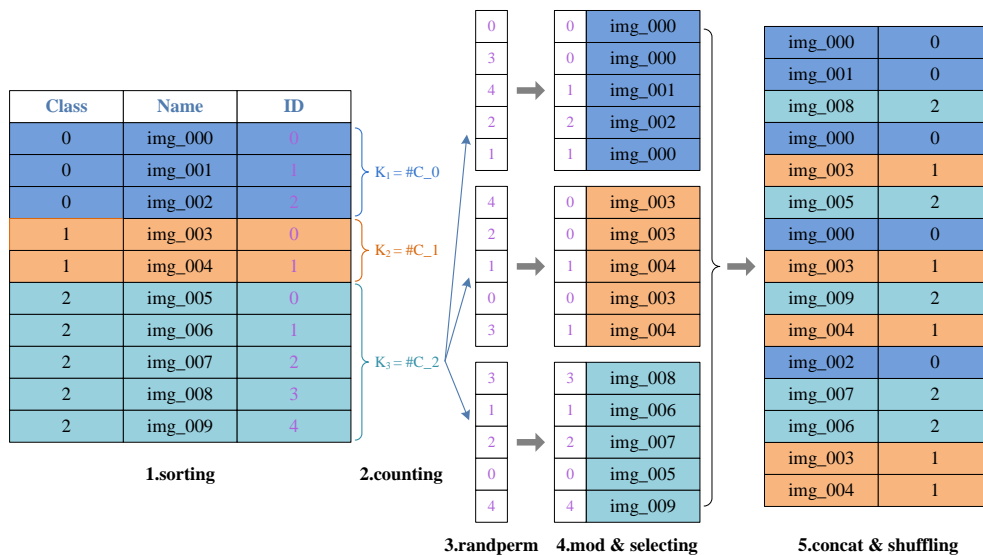 Class Name ID
0 img_000 0
0 img_001 1
0 img_002 2
1 img_003 0
1 img_004 1
2 img_005 0
2 img_006 1
2 img_007 2
2 img_008 3
2 img_009 4
1.sorting
K₁ = #C_0
K₂ = #C_1
K₃ = #C_2
2.counting
0
3
4
2
1
4
2
1
0
3
3
1
2
0
4
3.randperm
0 img_000
0 img_000
1 img_001
2 img_002
1 img_000
0 img_003
0 img_003
1 img_004
0 img_003
1 img_004
3 img_008
1 img_006
2 img_007
0 img_005
4 img_009
4.mod & selecting
img_000 0
img_001 0
img_008 2
img_000 0
img_003 1
img_005 2
img_000 0
img_003 1
img_009 2
img_004 1
img_002 0
img_007 2
img_006 2
img_003 1
img_004 1
5.concat & shuffling